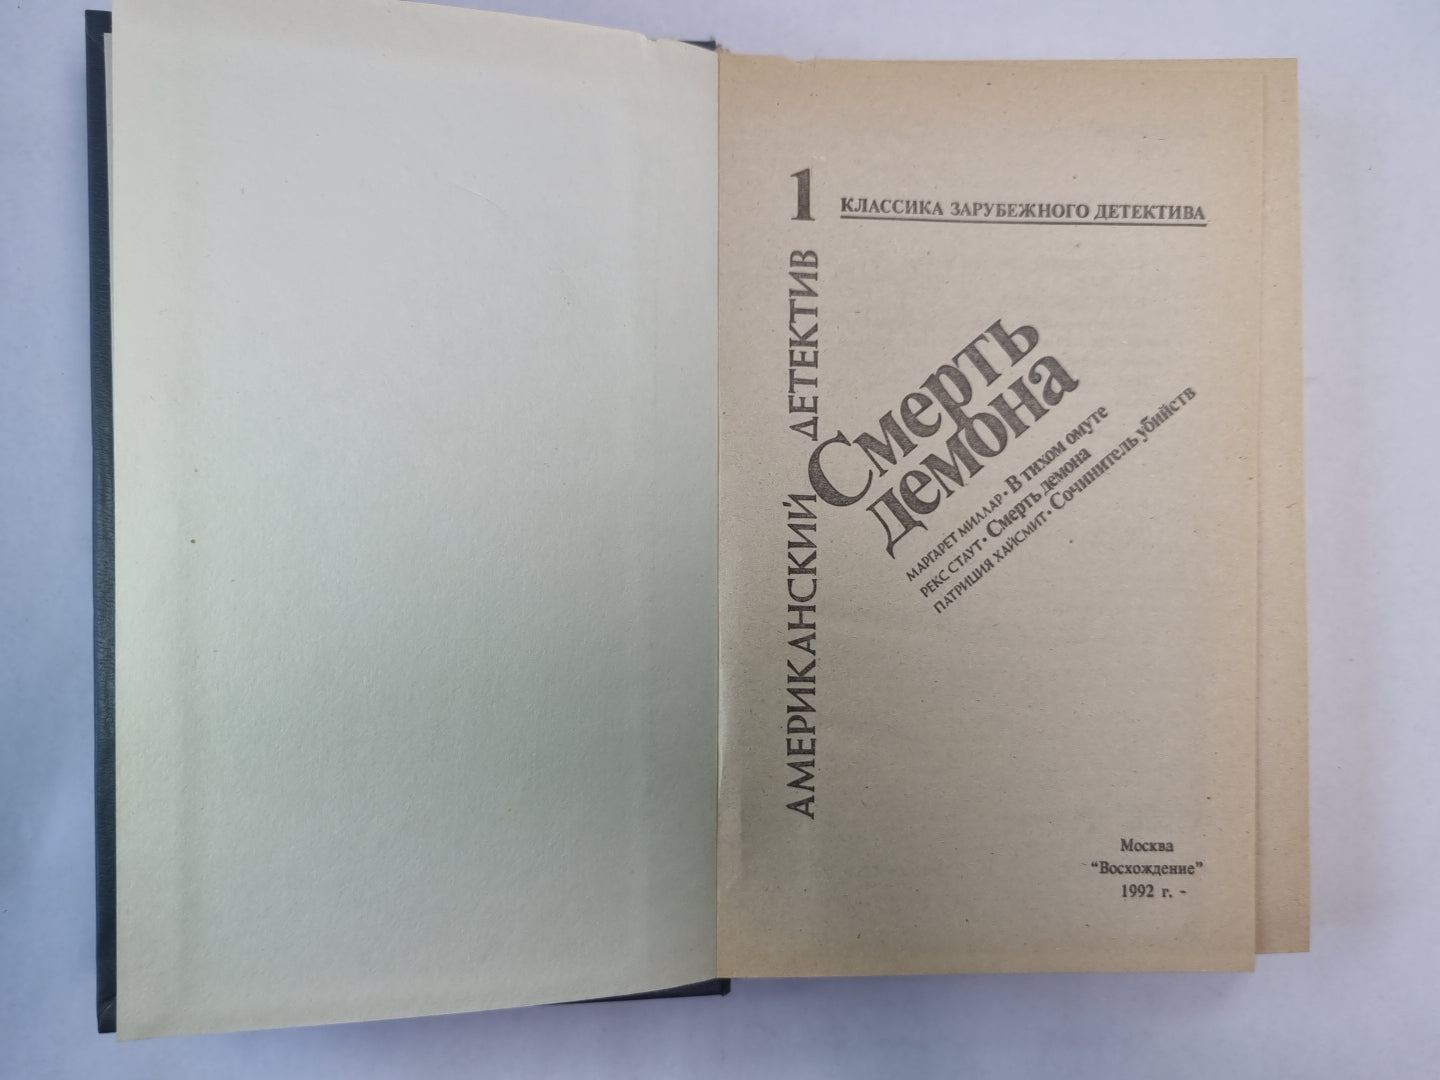 1
КЛАССИКА ЗАРУБЕЖНОГО ДЕТЕКТИВА
АМЕРИКАНСКИЙ ДЕТЕКТИВ
Смерть
демона
МАРГАРЕТ МИЛЛАР · В тихом омуте
РЕКС СТАУТ · Смерть демона
ПАТРИЦИЯ ХАЙСМИТ · Сочинитель убийств
Москва
"Восхождение"
1992 г. -